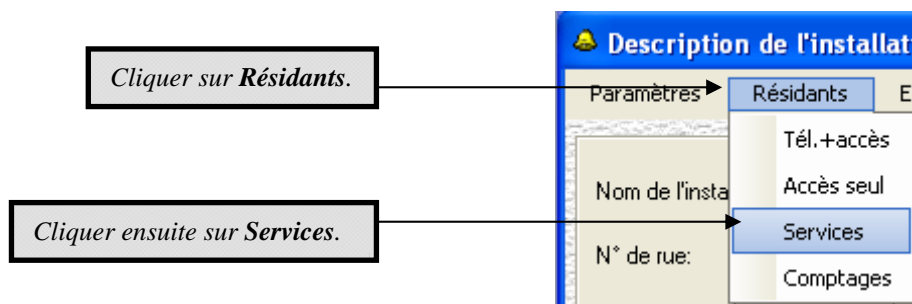 Description de l'installat
Cliquer sur Résidants.
Paramètres Résidants E
Tél.+accès
Nom de l'insta Accès seul
Cliquer ensuite sur Services.
Services
N° de rue:
Comptages